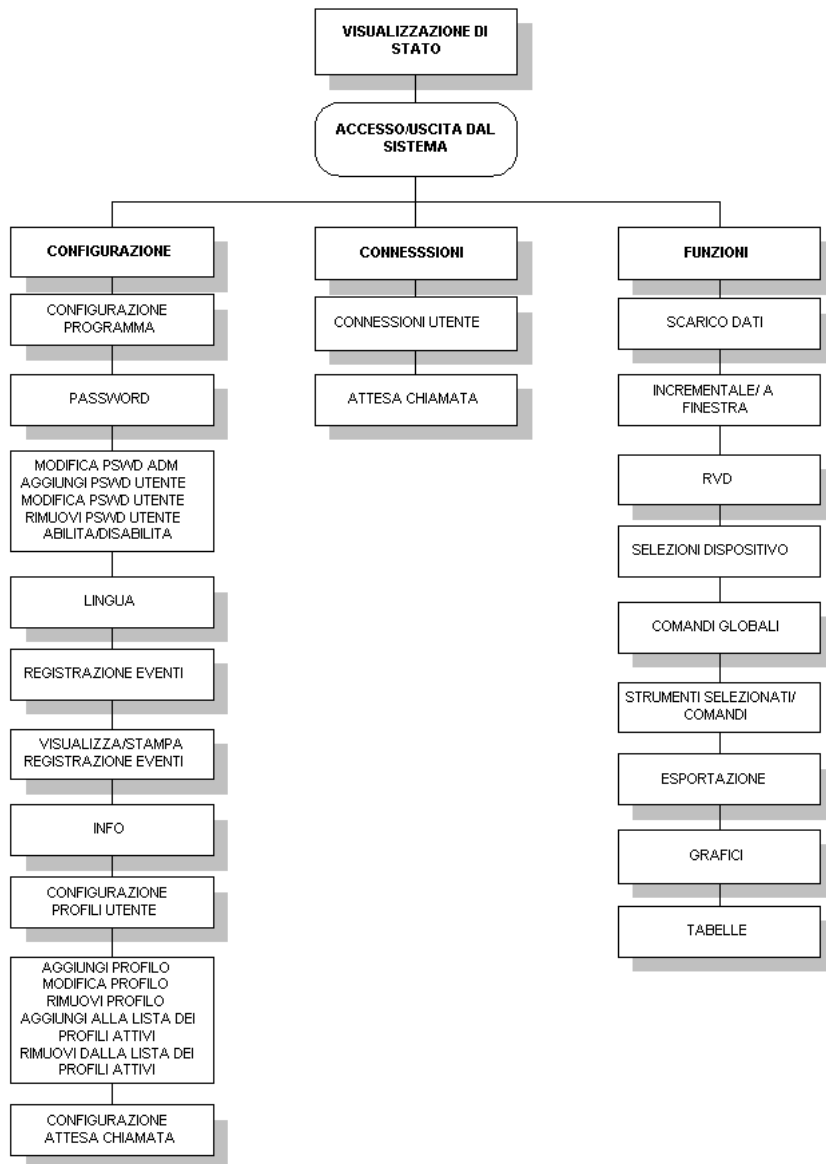 VISUALIZZAZIONE DI
STATO
ACCESSO/USCITA DAL
SISTEMA
CONFIGURAZIONE
CONFIGURAZIONE
PROGRAMMA
PASSWORD
MODIFICA PSWD ADM
AGGIUNGI PSWD UTENTE
MODIFICA PSWD UTENTE
RIMUOVI PSWD UTENTE
ABILITA/DISABILITA
LINGUA
REGISTRAZIONE EVENTI
VISUALIZZA/STAMPA
REGISTRAZIONE EVENTI
INFO
CONFIGURAZIONE
PROFILI UTENTE
AGGIUNGI PROFILO
MODIFICA PROFILO
RIMUOVI PROFILO
AGGIUNGI ALLA LISTA DEI
PROFILI ATTIVI
RIMUOVI DALLA LISTA DEI
PROFILI ATTIVI
CONFIGURAZIONE
ATTESA CHIAMATA
CONNESSSIONI
CONNESSIONI UTENTE
ATTESA CHIAMATA
FUNZIONI
SCARICO DATI
INCREMENTALE/ A
FINESTRA
RVD
SELEZIONI DISPOSITIVO
COMANDI GLOBALI
STRUMENTI SELEZIONATI/
COMANDI
ESPORTAZIONE
GRAFICI
TABELLE